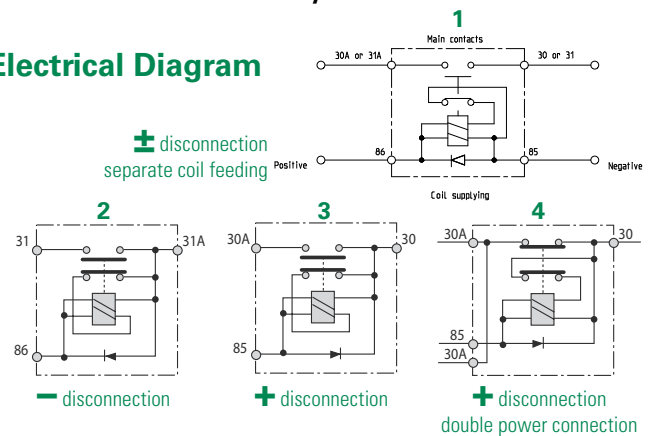 1
Main contacts
30A or 31A
30 or 31
Electrical Diagram
86
85
± disconnection
separate coil feeding
Positive
Negative
Coil supplying
2
3
4
31
31A
30A
30
30A
30
86
85
85
30A
− disconnection
+ disconnection
+ disconnection
double power connection